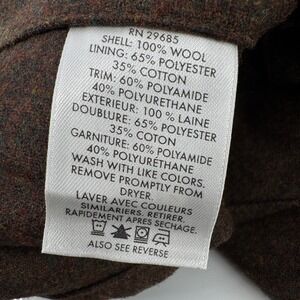 RN 29685
SHELL: 100% WOOL
LINING: 65% POLYESTER
35% COTTON
TRIM: 60% POLYAMIDE
40% POLYURETHANE
EXTERIEUR: 100 % LAINE
DOUBLURE: 65% POLYESTER
35% COTON
GARNITURE: 60% POLYAMIDE
40% POLYURÉTHANE
WASH WITH LIKE COLORS.
REMOVE PROMPTLY FROM
DRYER.
LAVER AVEC COULEURS
SIMILAIRES. RETIRER
RAPIDEMENT APRES SECHAGE.
ALSO SEE REVERSE